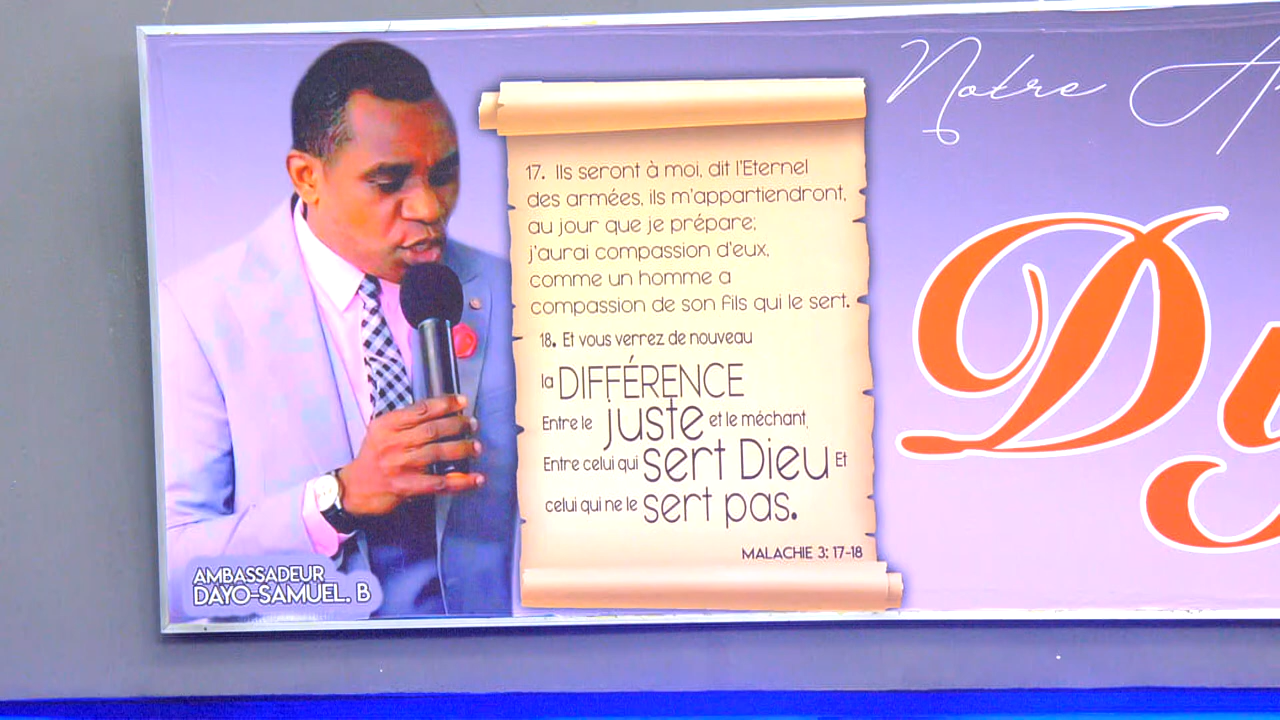 Notre
17. Ils seront à moi, dit l'Eternel
des armées, ils m'appartiendront,
au jour que je prépare;
j'aurai compassion d'eux,
comme un homme a
compassion de son fils qui le sert.
18. Et vous verrez de nouveau
la DIFFÉRENCE
Entre le juste et le méchant,
Entre celui qui sert Dieu Et
celui qui ne le sert pas.
MALACHIE 3: 17-18
AMBASSADEUR
DAYO-SAMUEL. B